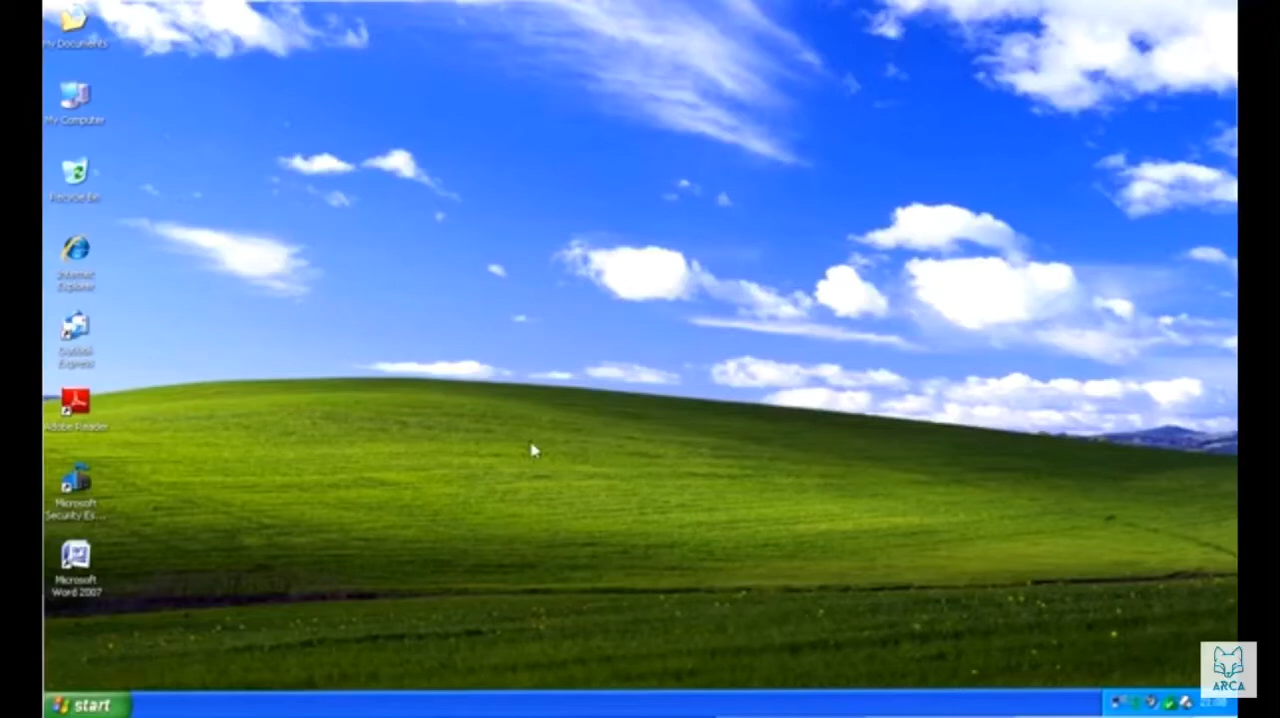 My Documents
My Computer
Recycle Bin
Internet
Explorer
Outlook
Express
Adobe Reader
Microsoft
Security Es...
Microsoft
Word 2007
start
ARCA